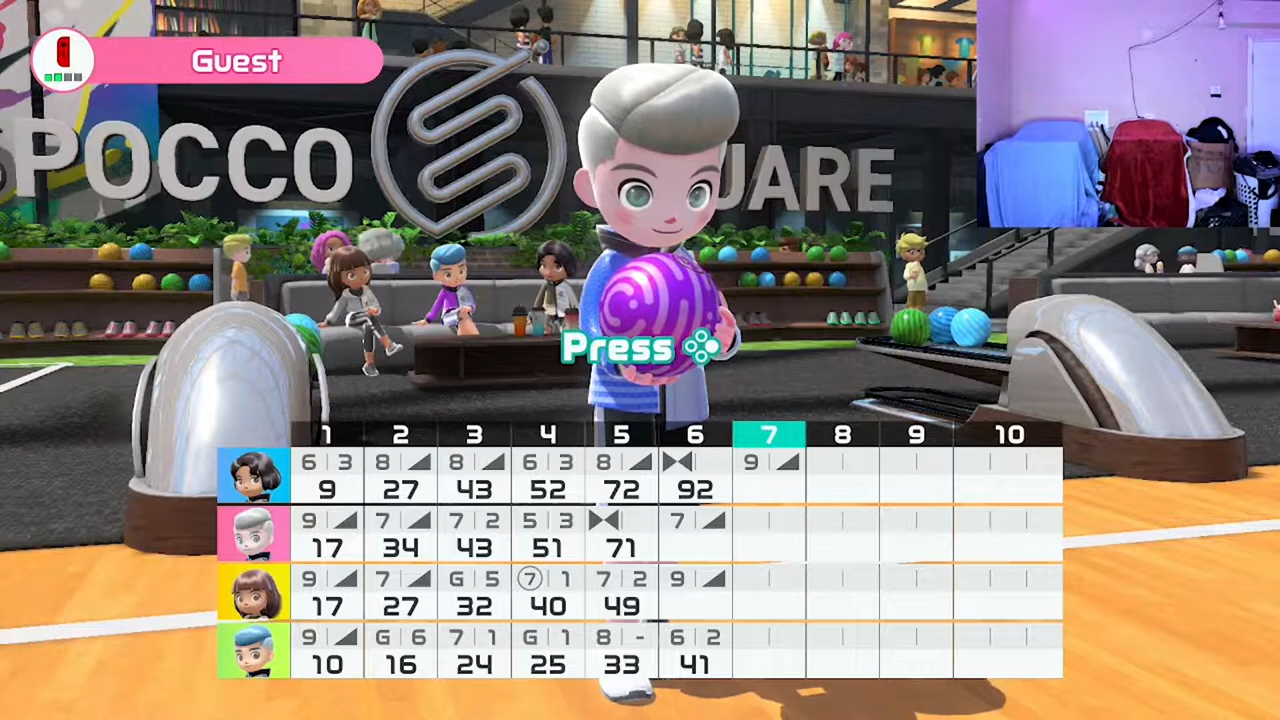 Guest
SPOCCO SQUARE
Press
1 2 3 4 5 6 7 8 9 10
6 3 8 8 6 3 8 9
9 27 43 52 72 92
9 7 7 2 5 3 7
17 34 43 51 71
9 7 G 5 7 1 7 2 9
17 27 32 40 49
9 G 6 7 1 G 1 8 - 6 2
10 16 24 25 33 41